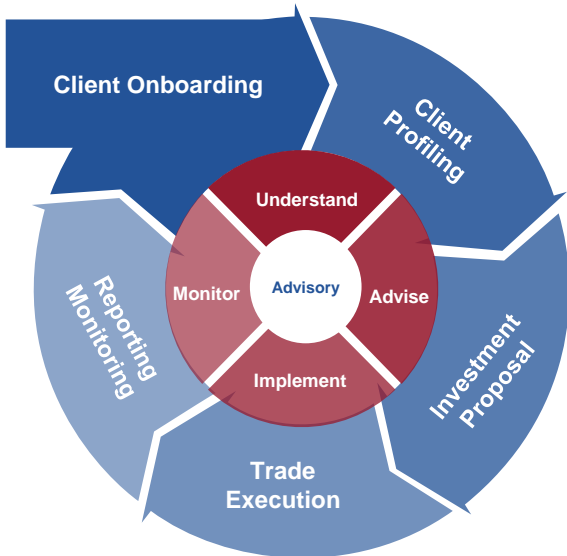 Client Onboarding
Client
Profiling
Understand
Monitor
Advisory
Advise
Implement
Reporting
Monitoring
Investment
Proposal
Trade
Execution